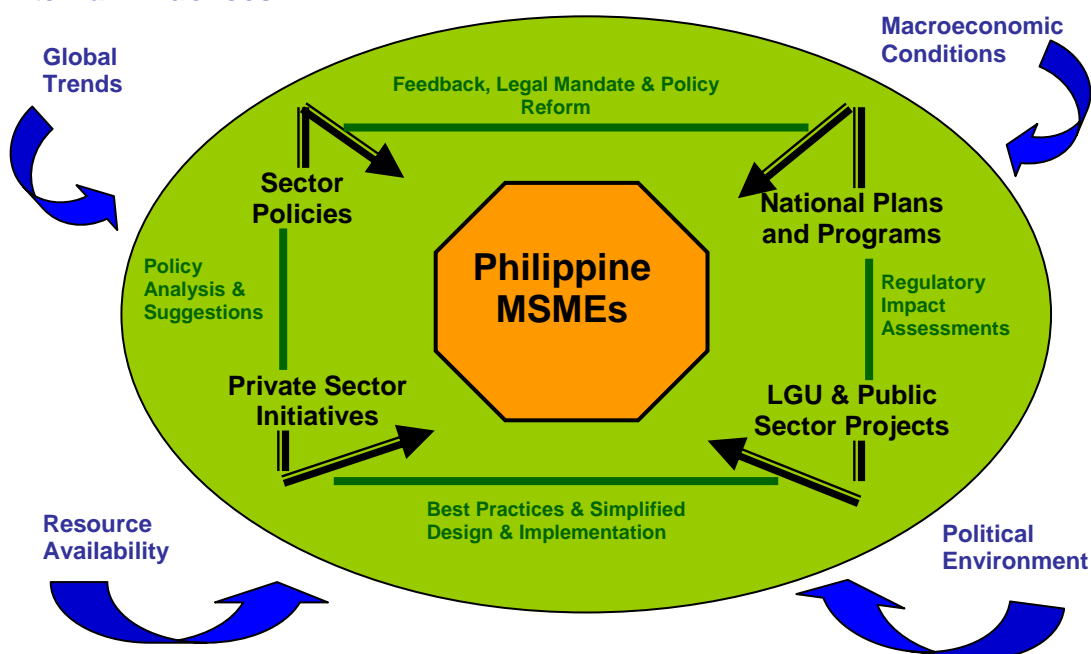 Global
Trends
Macroeconomic
Conditions
Feedback, Legal Mandate & Policy
Reform
Sector
Policies
National Plans
and Programs
Policy
Analysis &
Suggestions
Philippine
MSMEs
Regulatory
Impact
Assessments
Private Sector
Initiatives
LGU & Public
Sector Projects
Best Practices & Simplified
Design & Implementation
Resource
Availability
Political
Environment